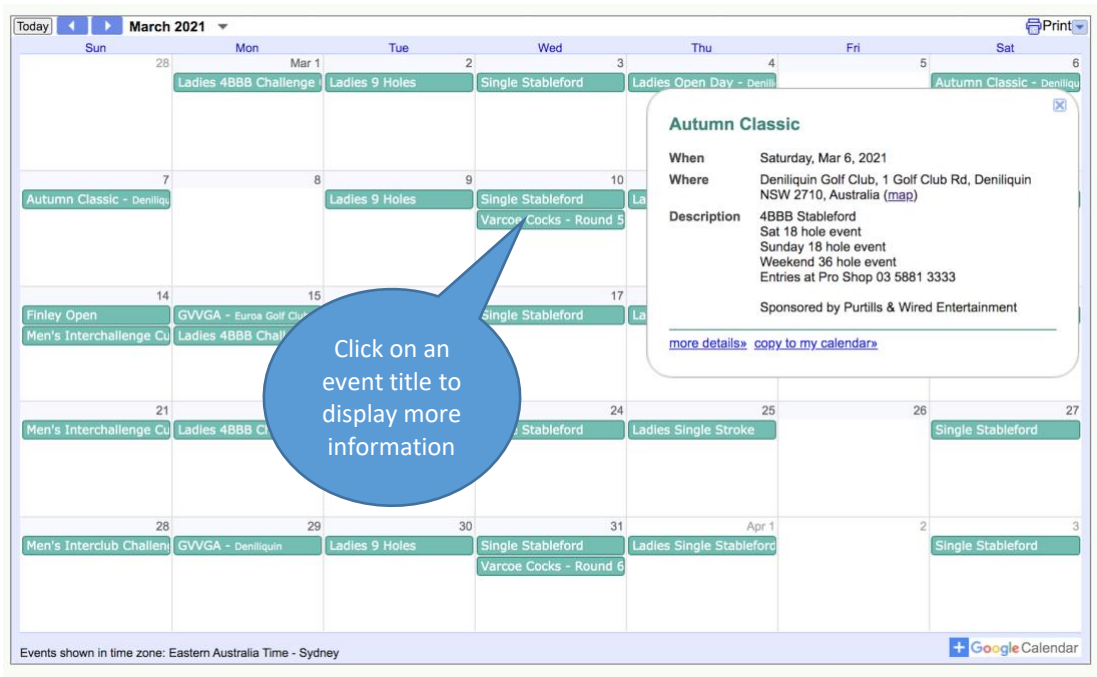 Today March 2021 Print
Sun Mon Tue Wed Thu Fri Sat
28 Mar 1 2 3 4 5 6
Ladies 4BBB Challenge Ladies 9 Holes Single Stableford Ladies Open Day - Autumn Classic -
Autumn Classic
When Saturday, Mar 6, 2021
Where Deniliquin Golf Club, 1 Golf Club Rd, Deniliquin
NSW 2710, Australia (map)
Description 4BBB Stableford
Sat 18 hole event
Sunday 18 hole event
Weekend 36 hole event
Entries at Pro Shop 03 5881 3333
Sponsored by Purtills & Wired Entertainment
more details» copy to my calendar»
7 8 9 10
Autumn Classic - Ladies 9 Holes Single Stableford
Varcoe Cocks - Round 5
14 15 17
Finley Open GVVGA - Euroa Golf Single Stableford
Men's Interchallenge Ladies 4BBB
Click on an
event title to
display more
information
21 24 25 26 27
Men's Interchallenge Ladies 4BBB Stableford Ladies Single Stroke Single Stableford
28 29 30 31 Apr 1 2 3
Men's Interclub GVVGA - Deniliquin Ladies 9 Holes Single Stableford Ladies Single Stableford Single Stableford
Varcoe Cocks - Round 6
Events shown in time zone: Eastern Australia Time - Sydney
Google Calendar